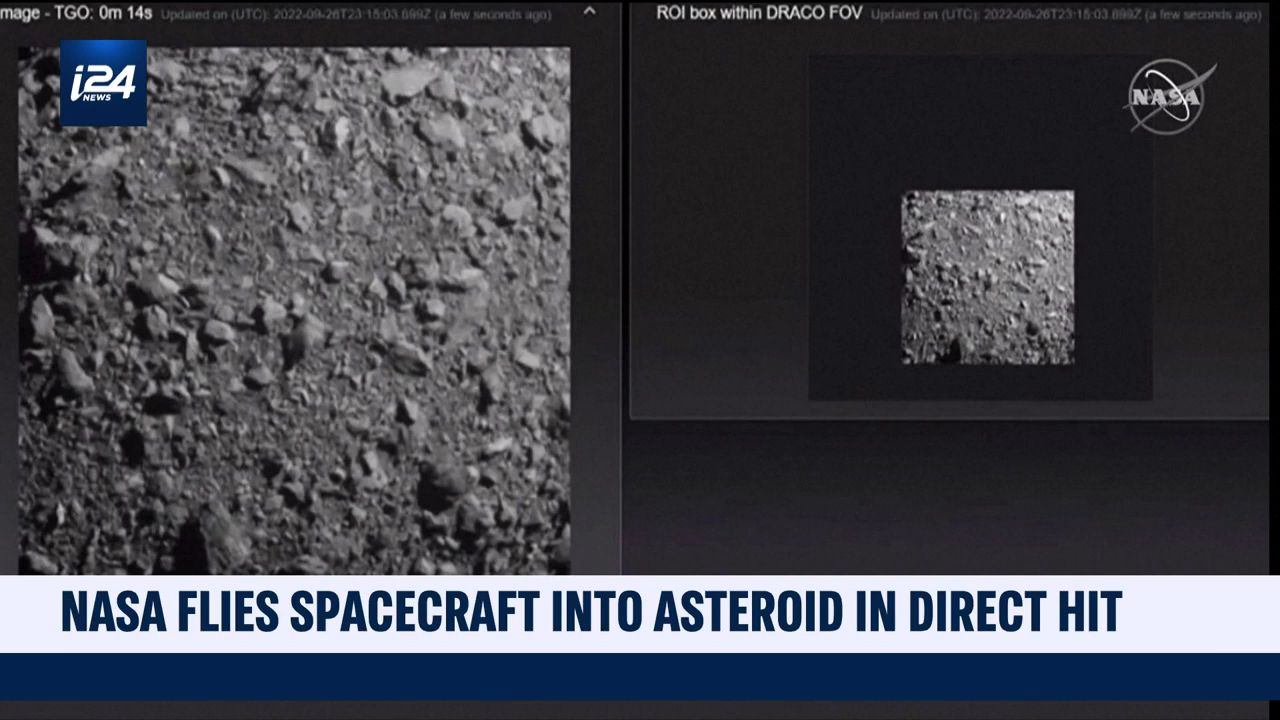 mage - TGO: 0m 14s Updated on (UTC): 2022-09-26T23:15:03.699Z (a few seconds ago)
ROI box within DRACO FOV Updated on (UTC): 2022-09-26T23:15:03.699Z (a few seconds ago)
i24
NEWS
NASA
NASA FLIES SPACECRAFT INTO ASTEROID IN DIRECT HIT